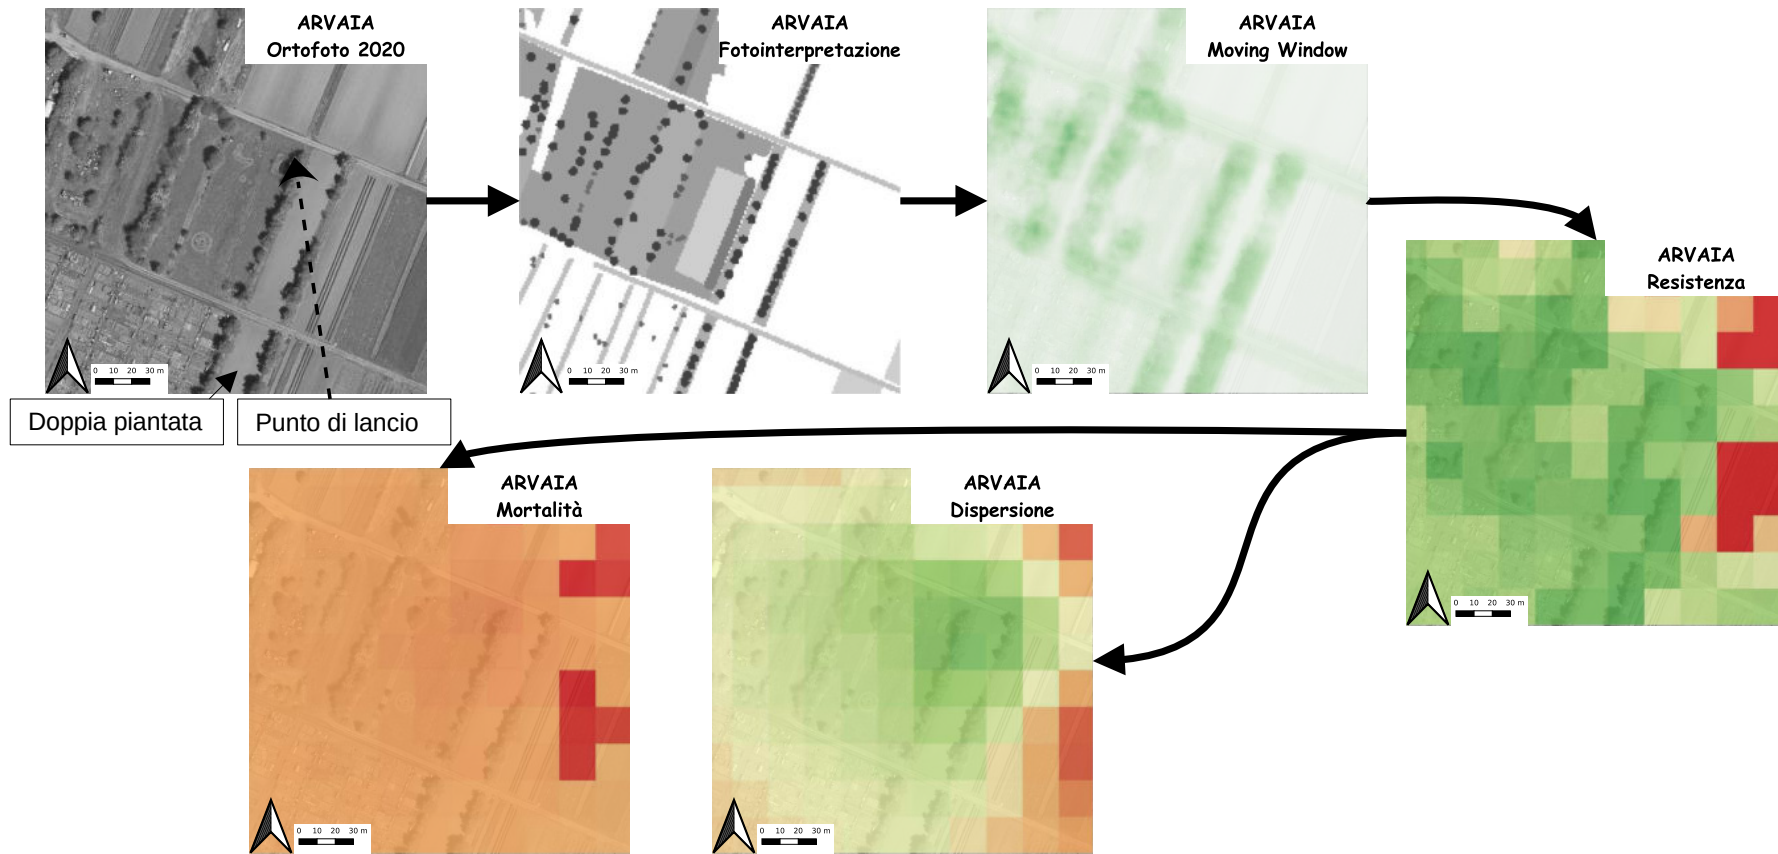 ARVAIA
Ortofoto 2020
ARVAIA
Fotointerpretazione
ARVAIA
Moving Window
0 10 20 30 m
0 10 20 30 m
0 10 20 30 m
ARVAIA
Resistenza
0 10 20 30 m
Doppia piantata
Punto di lancio
ARVAIA
Mortalità
0 10 20 30 m
ARVAIA
Dispersione
0 10 20 30 m